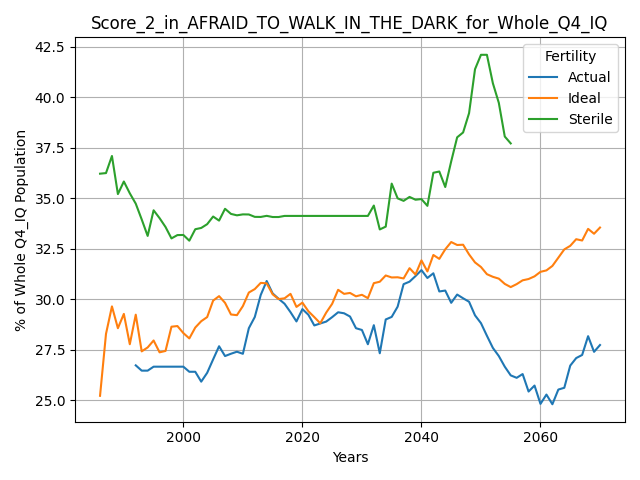 Score_2_in_AFRAID_TO_WALK_IN_THE_DARK_for_Whole_Q4_IQ
Fertility
Actual
Ideal
Sterile
% of Whole Q4_IQ Population
42.5
40.0
37.5
35.0
32.5
30.0
27.5
25.0
2000
2020
2040
2060
Years